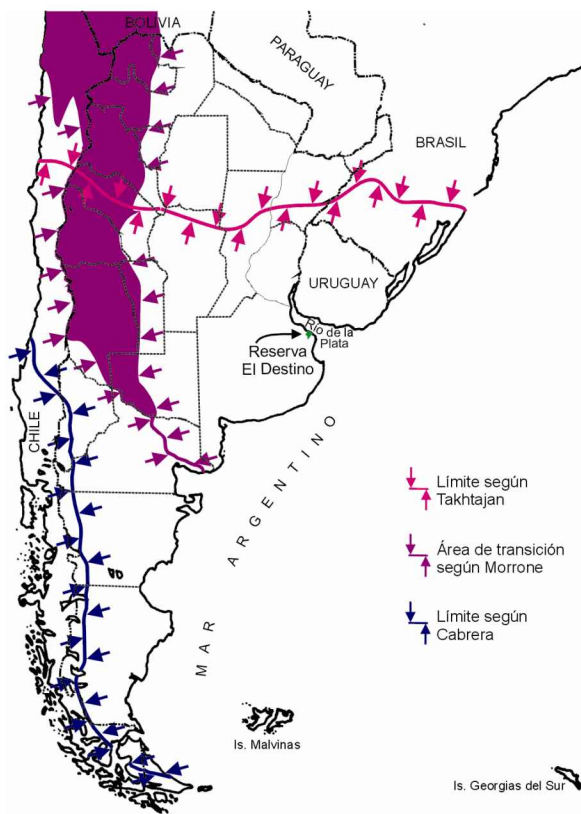 BOLIVIA
PARAGUAY
BRASIL
URUGUAY
Río de la
Plata
Reserva
El Destino
CHILE
MAR ARGENTINO
Límite según
Takhtajan
Área de transición
según Morrone
Límite según
Cabrera
Is. Malvinas
Is. Georgias del Sur